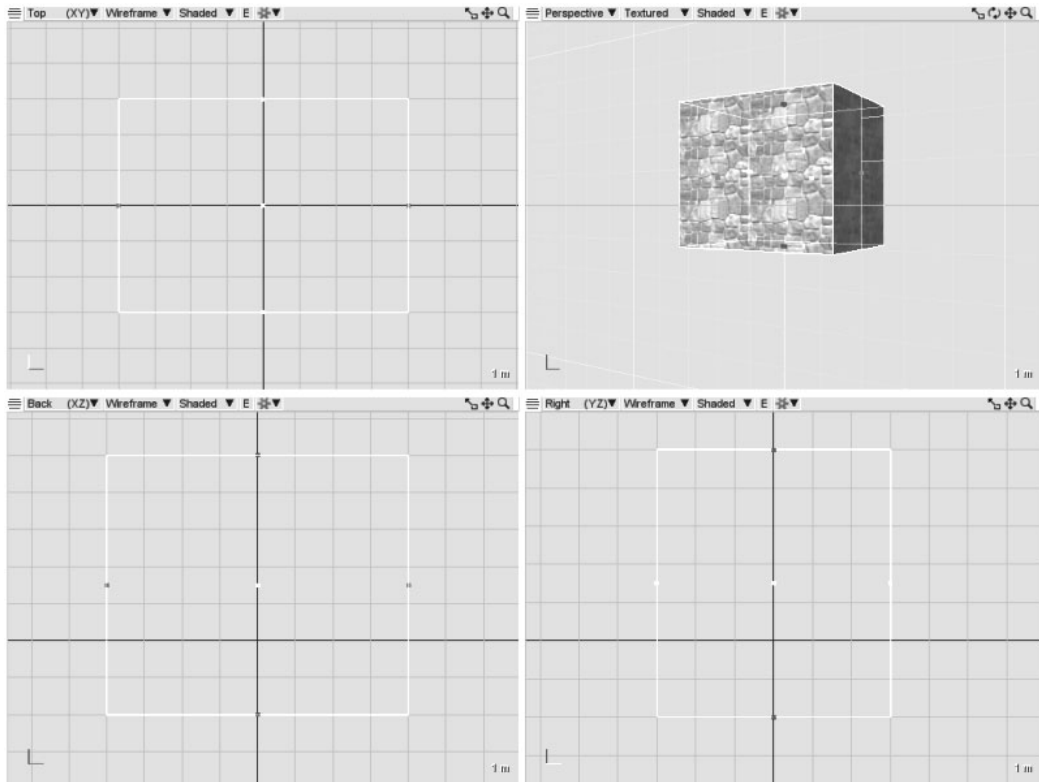 Top (XY) Wireframe Shaded E
Perspective Textured Shaded E
1 m
1 m
Back (XZ) Wireframe Shaded E
Right (YZ) Wireframe Shaded E
1 m
1 m